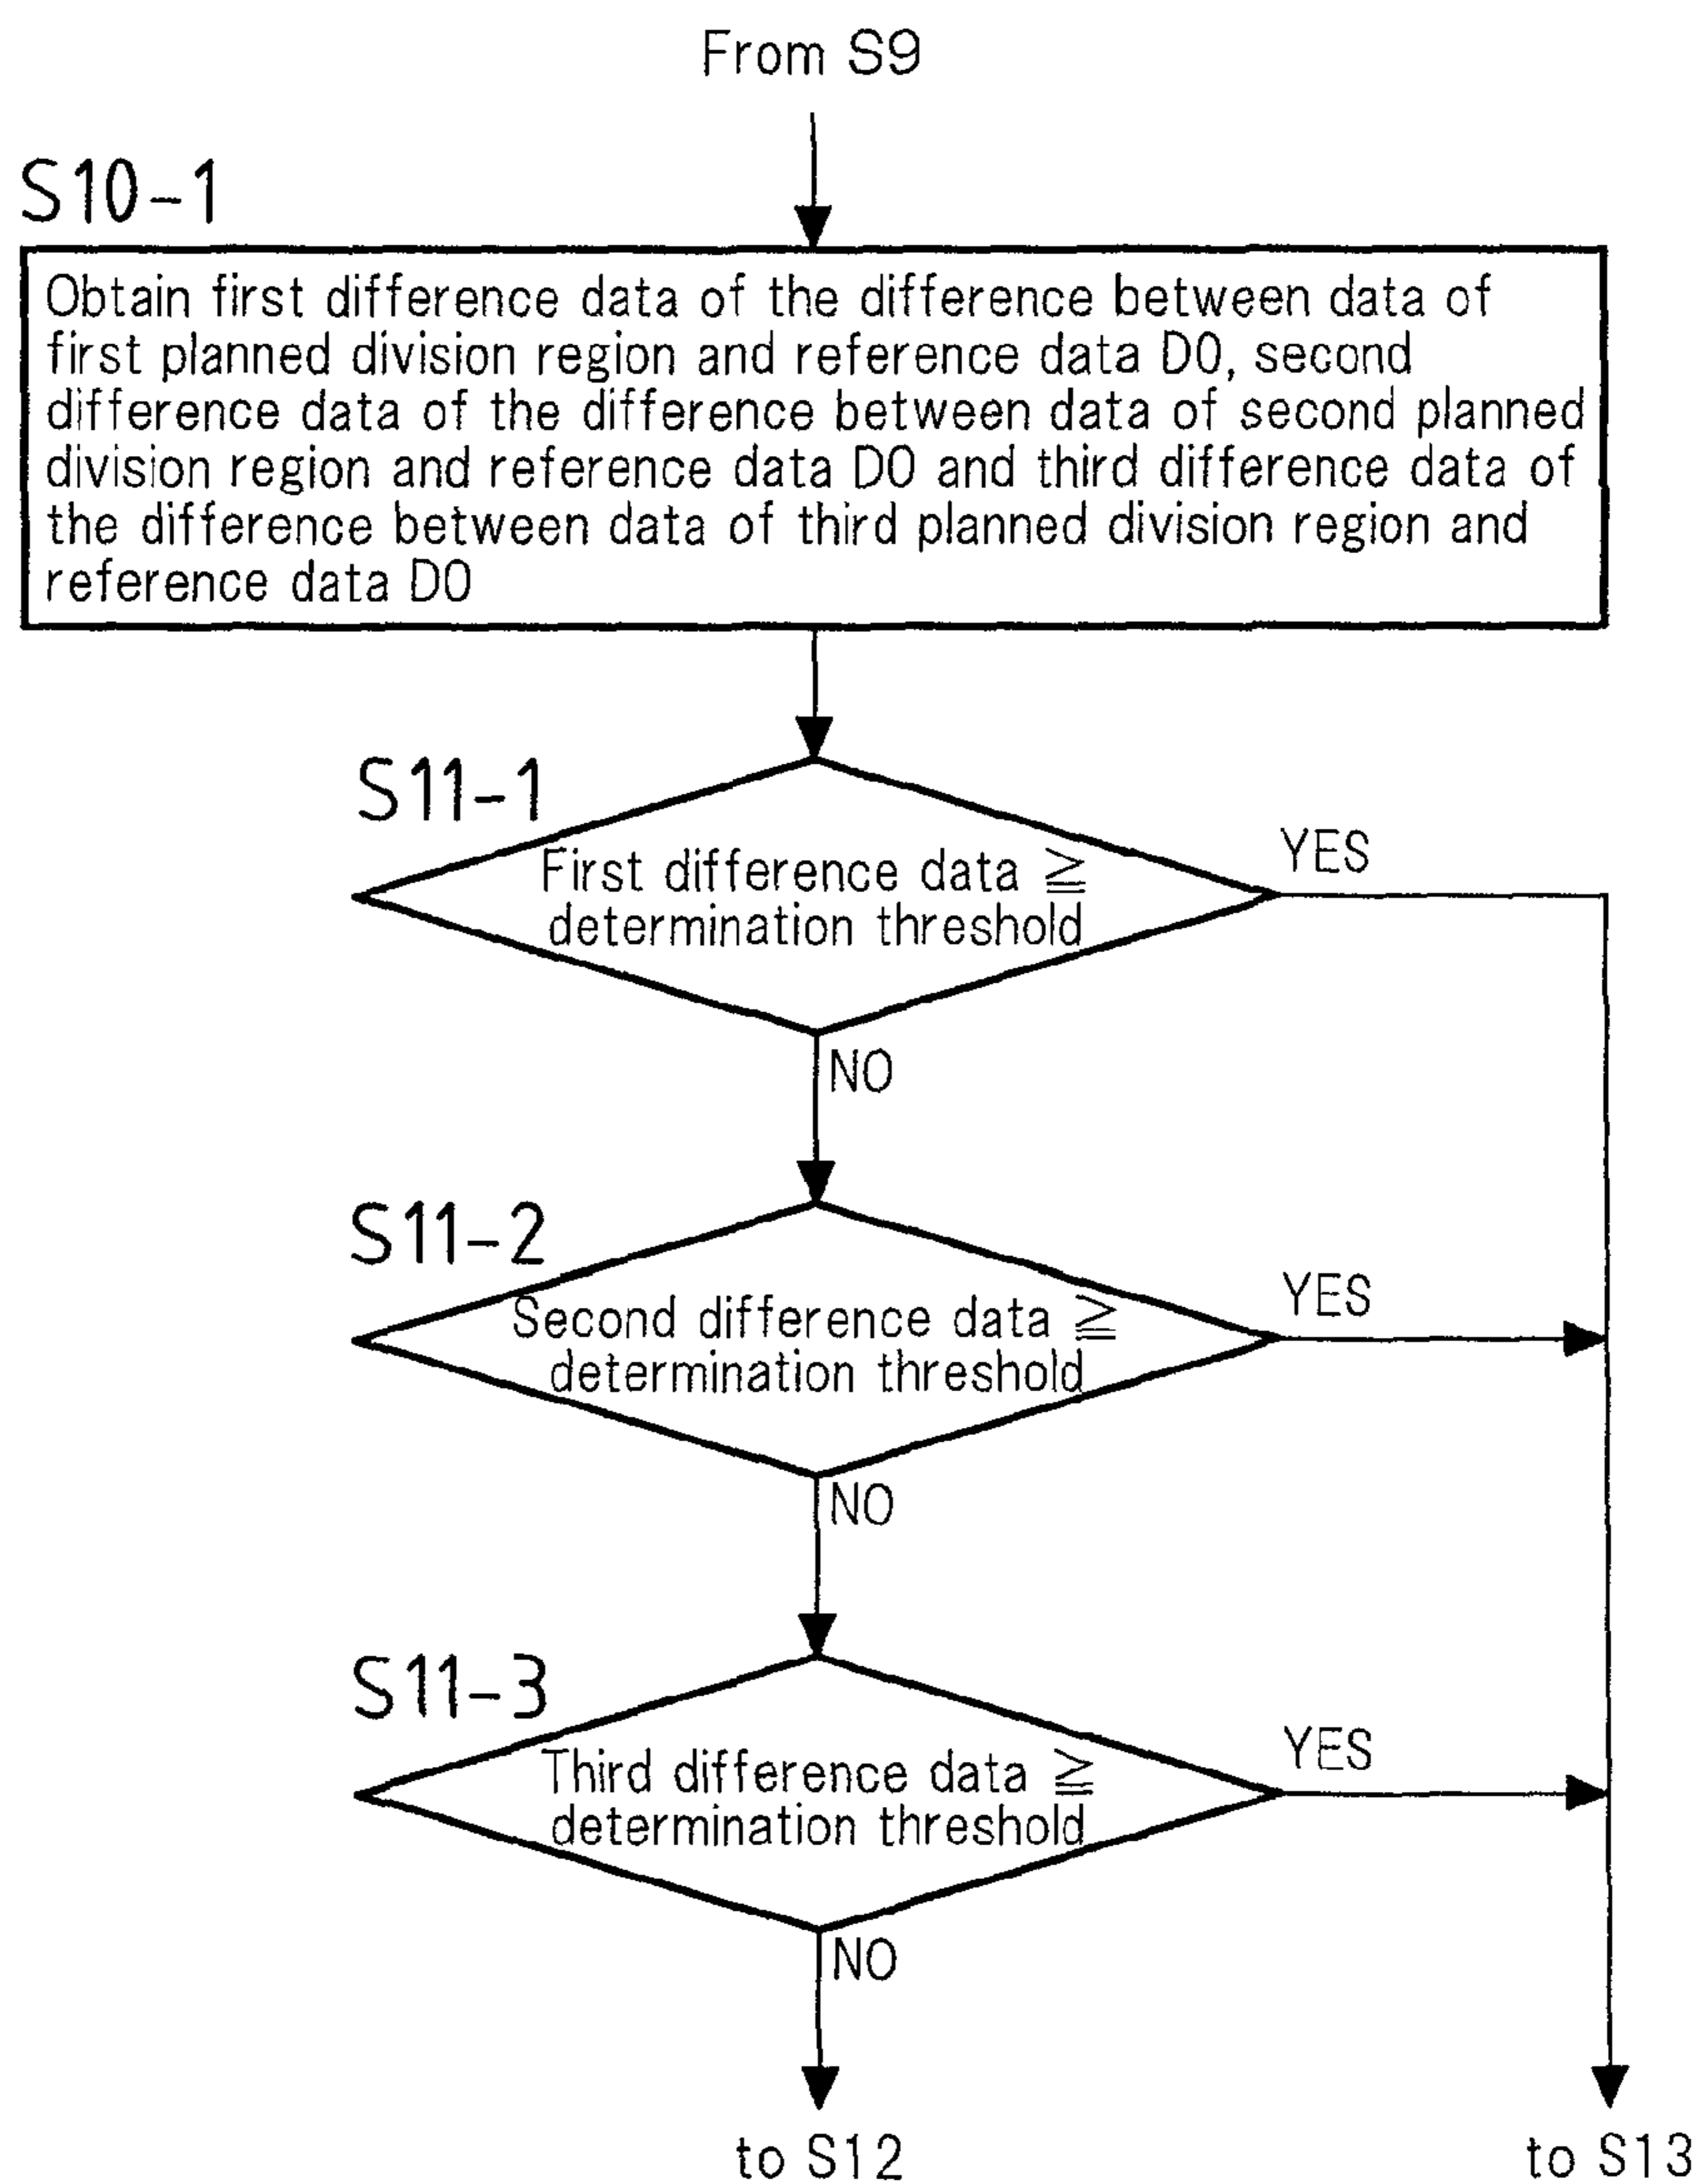 From S9
S10-1
Obtain first difference data of the difference between data of
first planned division region and reference data D0, second
difference data of the difference between data of second planned
division region and reference data D0 and third difference data of
the difference between data of third planned division region and
reference data D0
S11-1
First difference data ≧
determination threshold
YES
NO
S11-2
Second difference data ≧
determination threshold
YES
NO
S11-3
Third difference data ≧
determination threshold
YES
NO
to S12
to S13